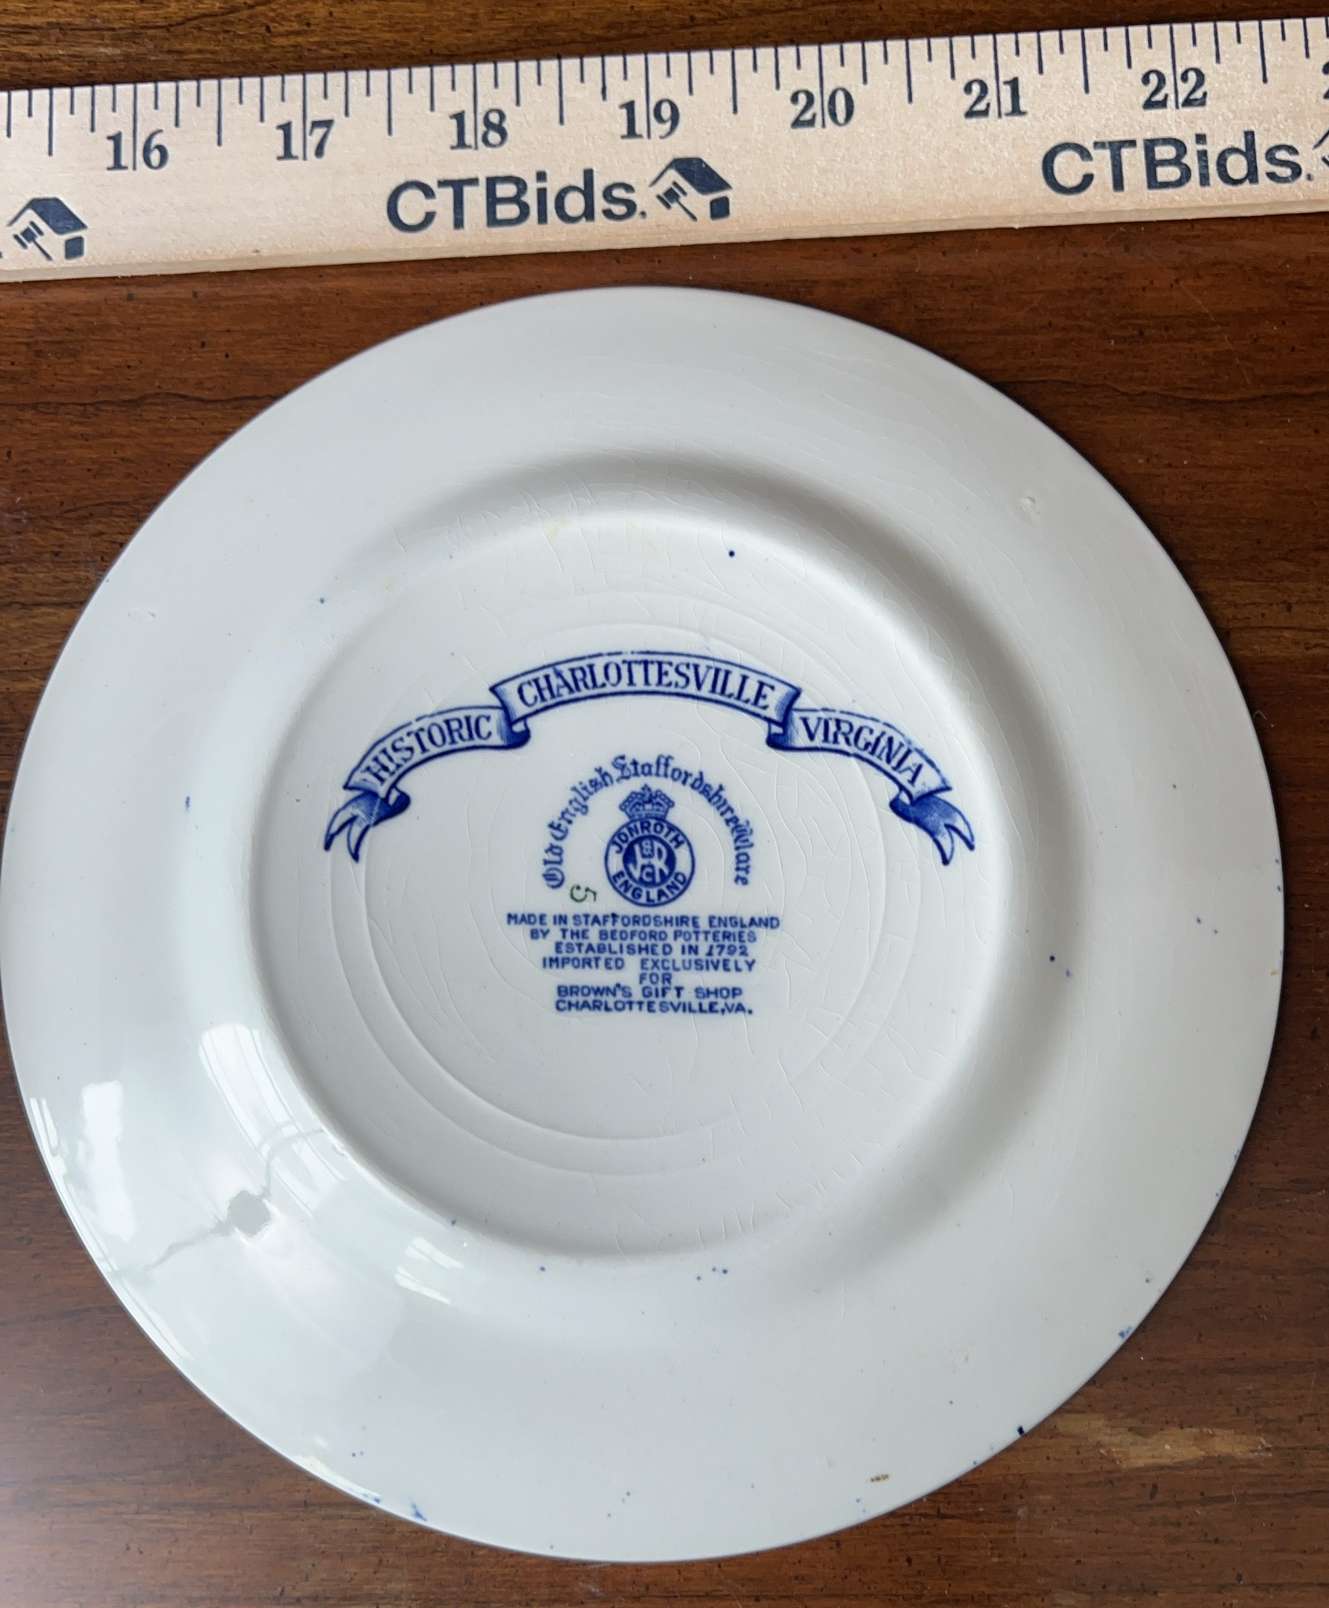 16 17 18 19 20 21 22
CTBids. CTBids.
HISTORIC CHARLOTTESVILLE VIRGINIA
Old English Staffordshire Ware
JONROTH
J&R
Co
ENGLAND
5
MADE IN STAFFORDSHIRE ENGLAND
BY THE BEDFORD POTTERIES
ESTABLISHED IN 1792
IMPORTED EXCLUSIVELY
FOR
BROWN'S GIFT SHOP
CHARLOTTESVILLE, VA.